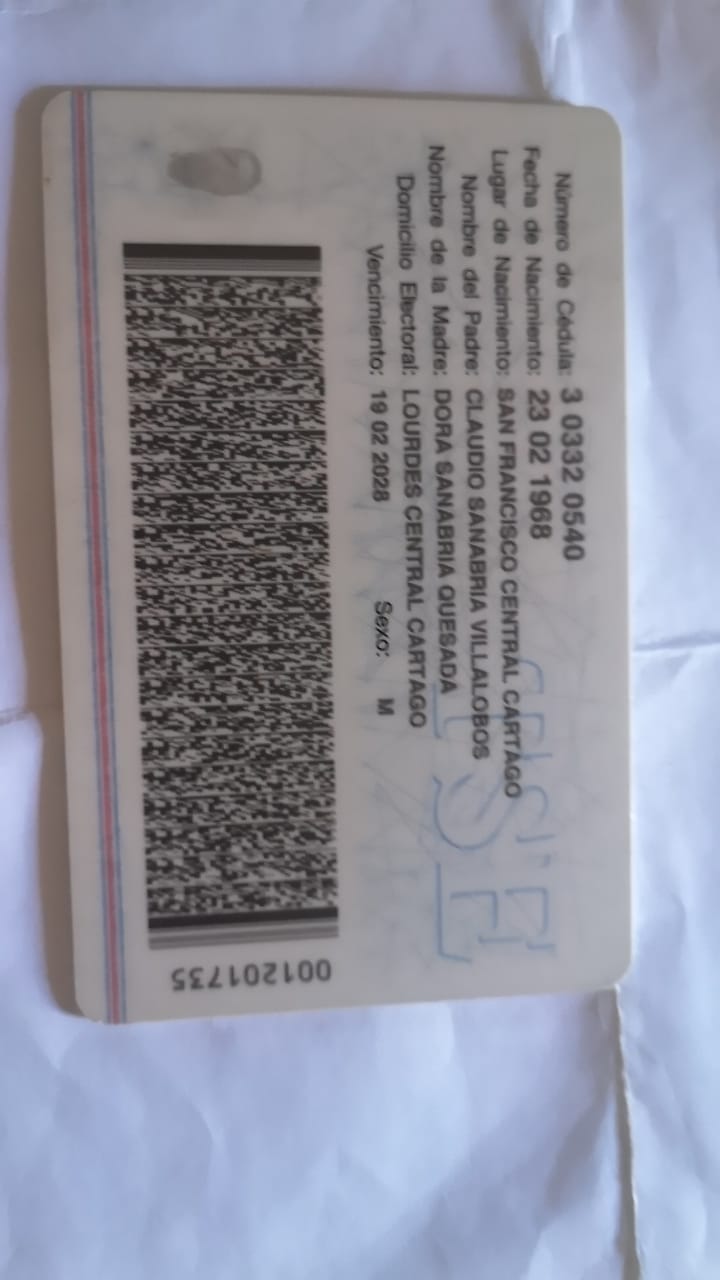 Número de Cédula: 3 0332 0540
Fecha de Nacimiento: 23 02 1968
Lugar de Nacimiento: SAN FRANCISCO CENTRAL CARTAGO
Nombre del Padre: CLAUDIO SANABRIA VILLALOBOS
Nombre de la Madre: DORA SANABRIA QUESADA
Domicilio Electoral: LOURDES CENTRAL CARTAGO
Vencimiento: 19 02 2028 Sexo: M
TSE
001201735